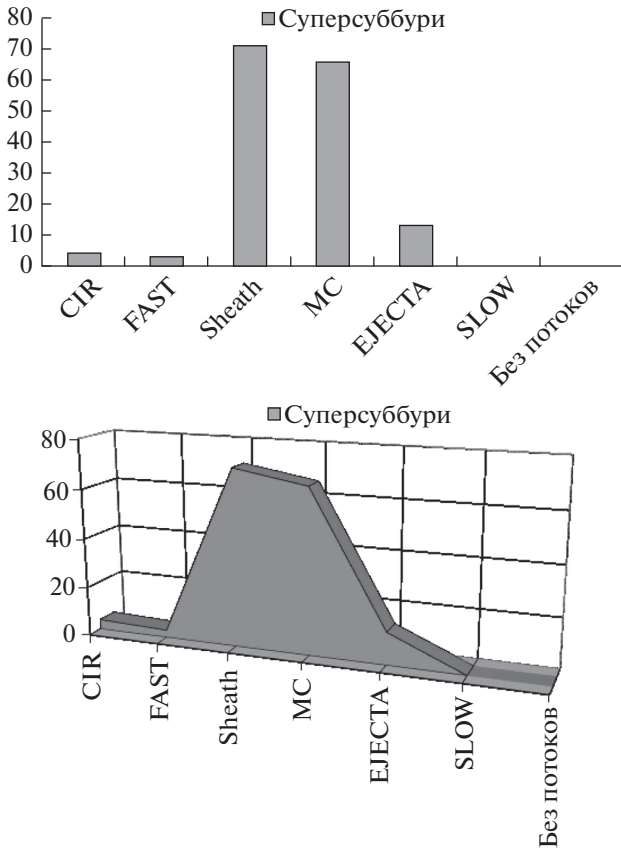 Суперсуббури
80
70
60
50
40
30
20
10
0
CIR
FAST
Sheath
MC
EJECTA
SLOW
Без потоков
Суперсуббури
80
60
40
20
0
CIR
FAST
Sheath
MC
EJECTA
SLOW
Без потоков